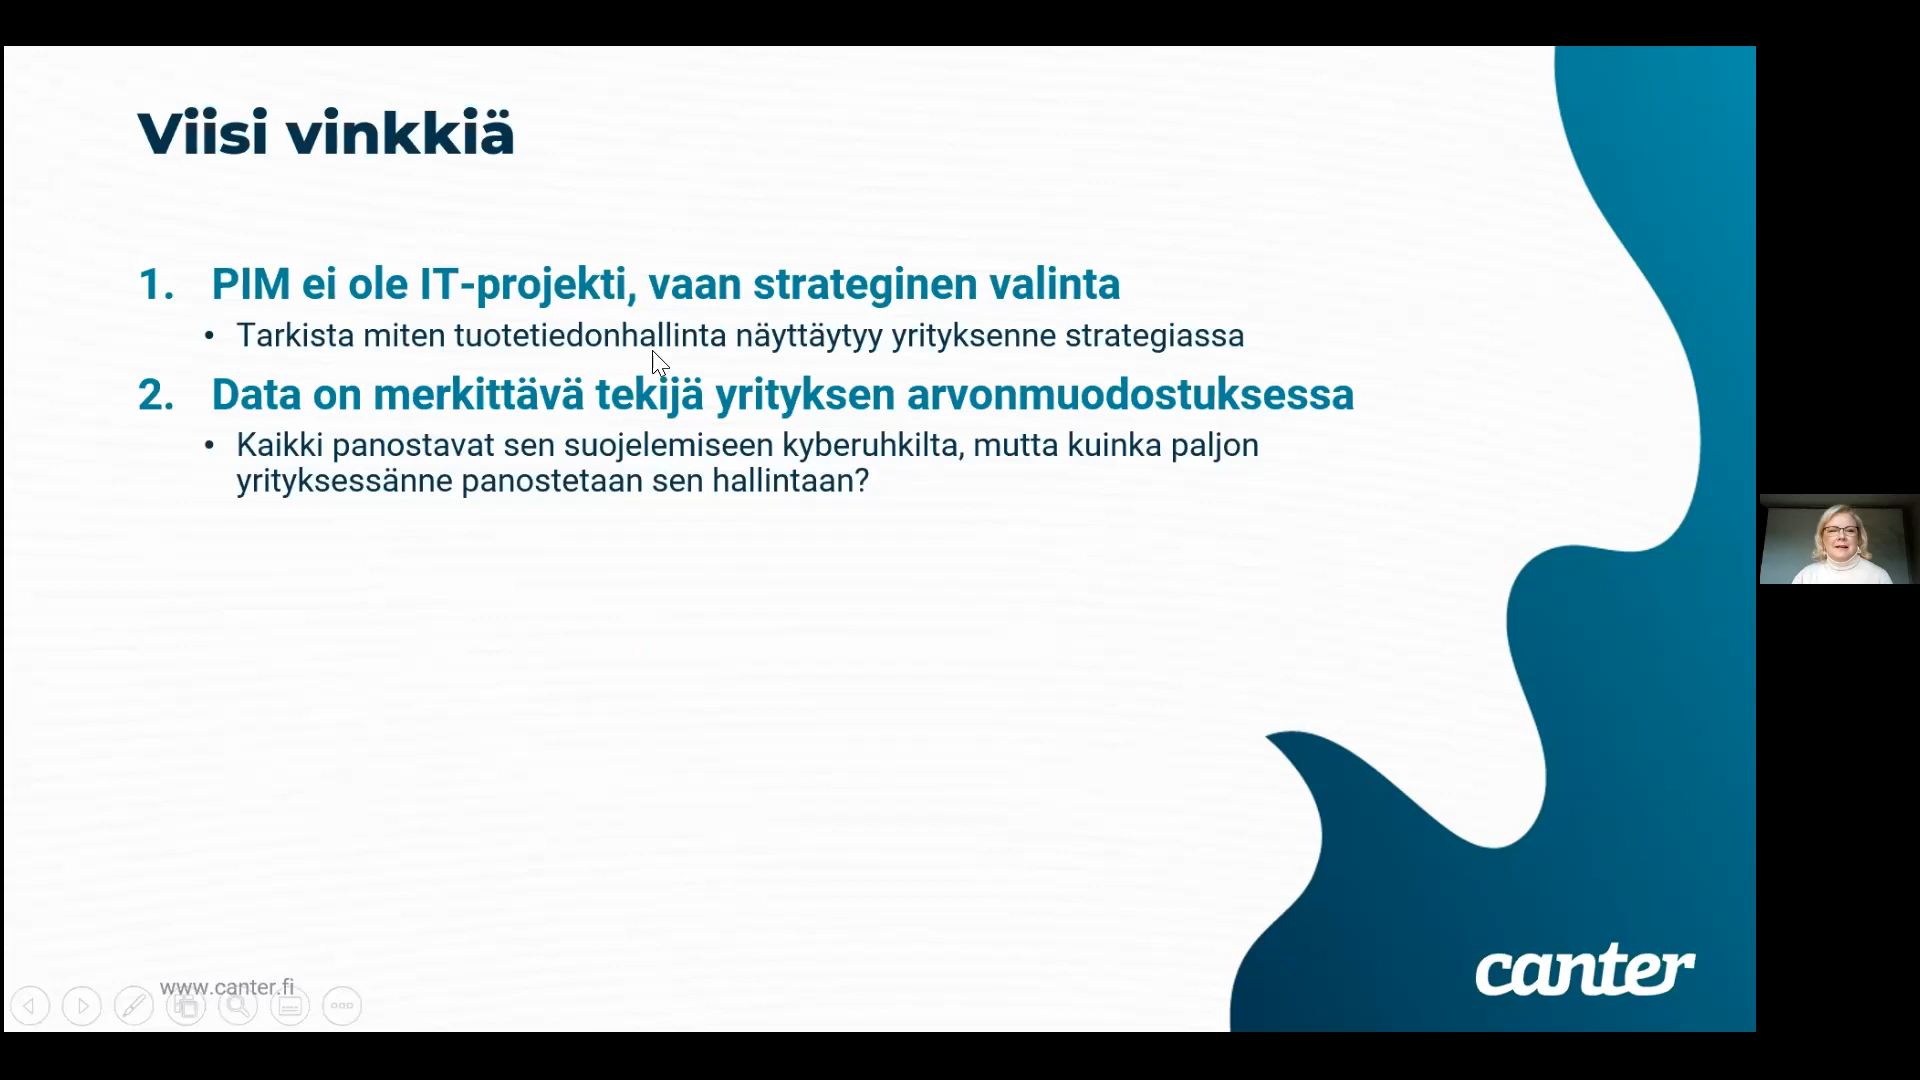 Viisi vinkkiä
1. PIM ei ole IT-projekti, vaan strateginen valinta
• Tarkista miten tuotetiedonhallinta näyttäytyy yrityksenne strategiassa
2. Data on merkittävä tekijä yrityksen arvonmuodostuksessa
• Kaikki panostavat sen suojelemiseen kyberuhkilta, mutta kuinka paljon
yrityksessänne panostetaan sen hallintaan?
www.canter.fi
canter